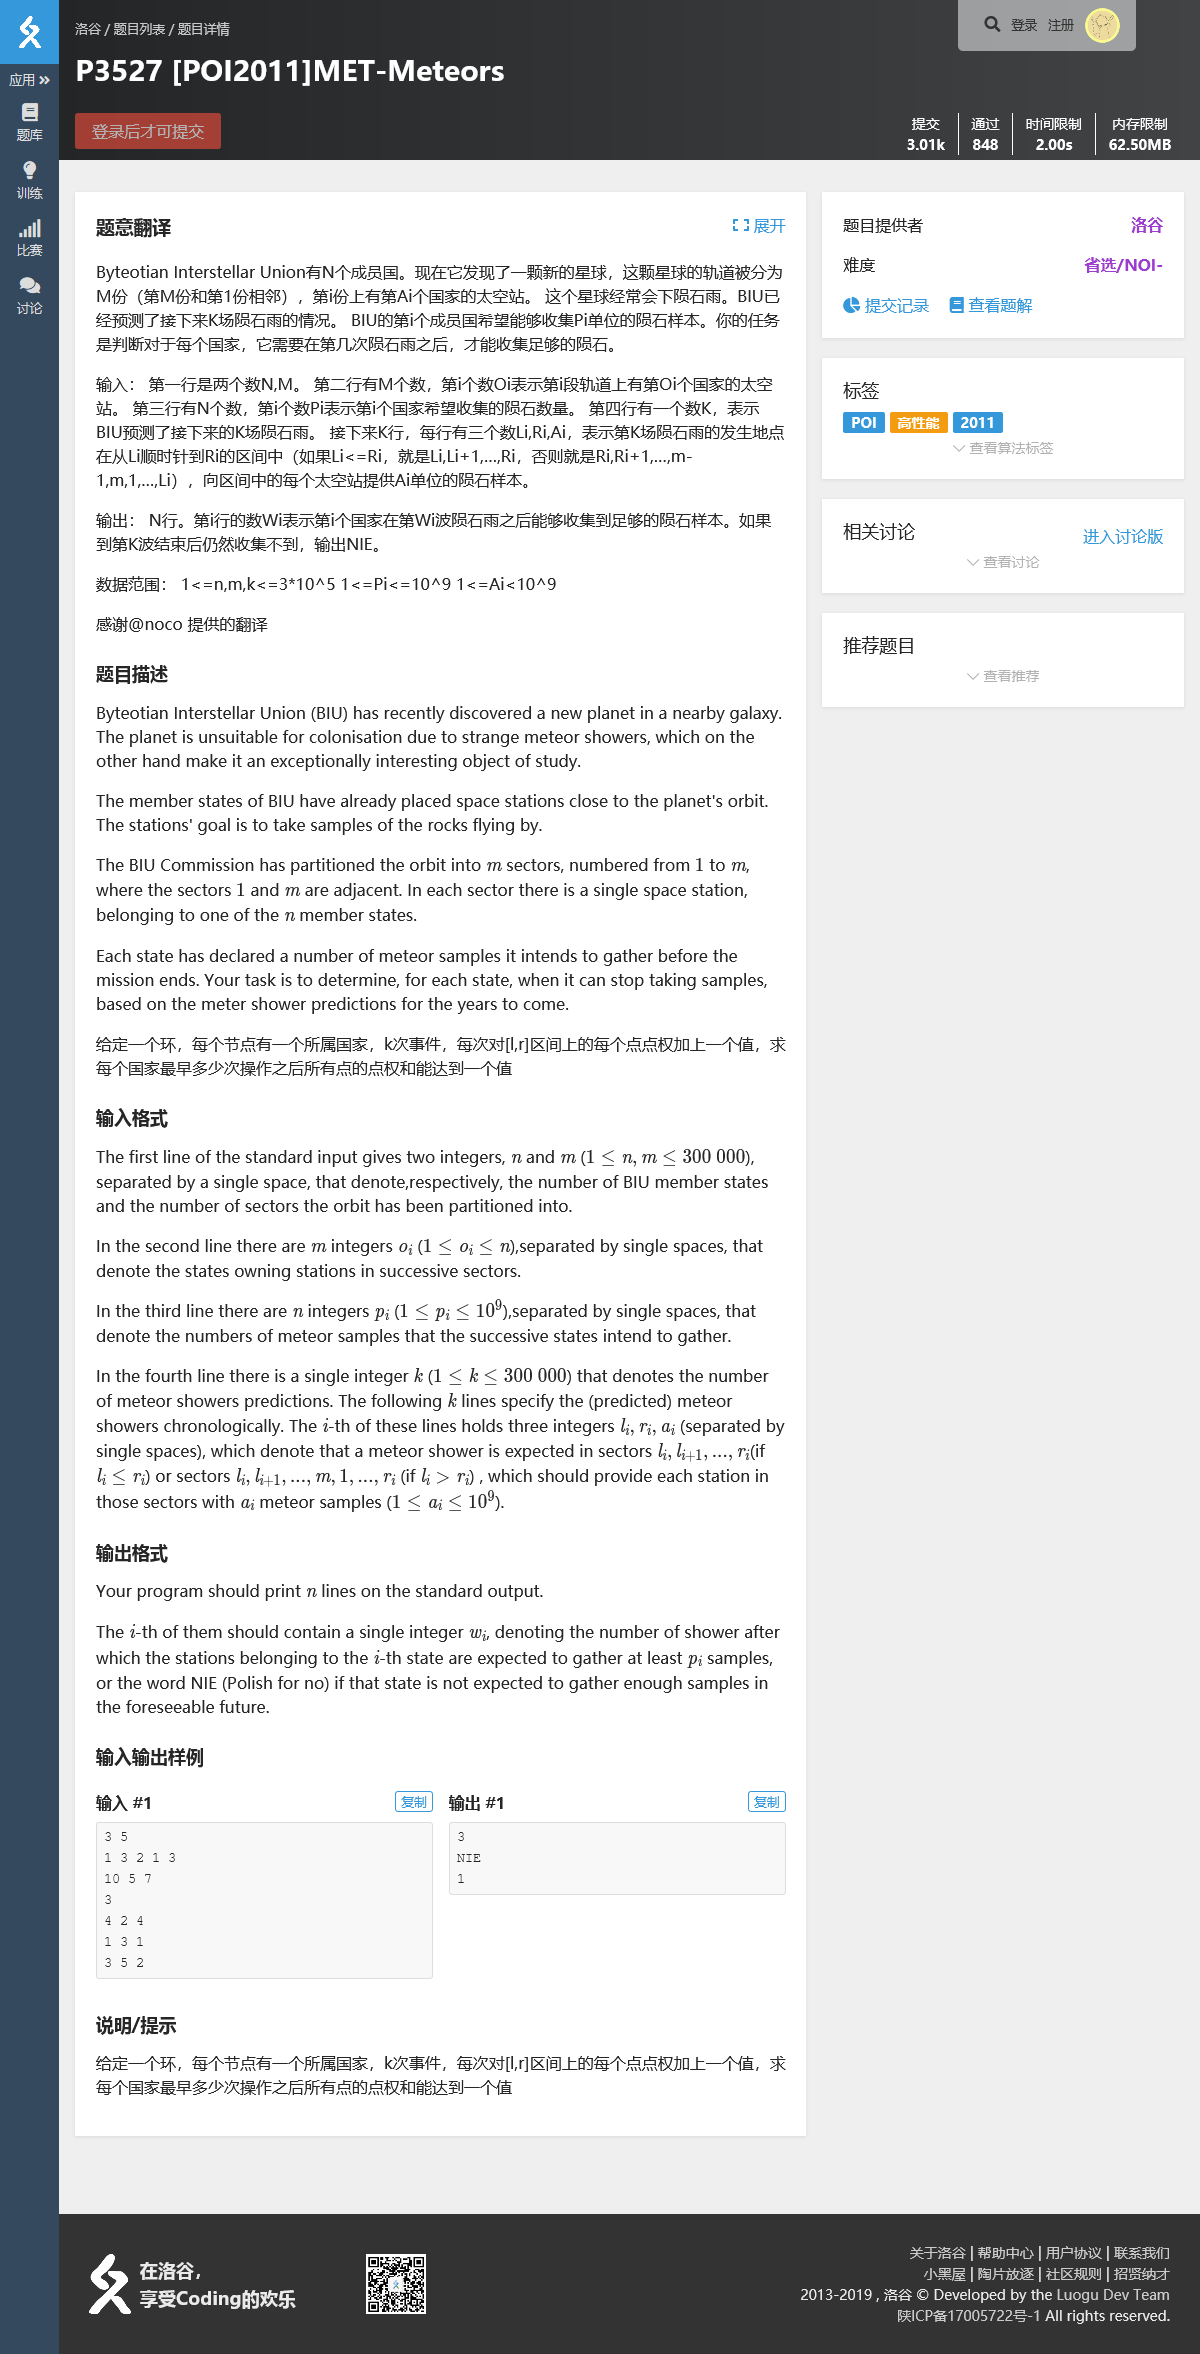 洛谷 / 题目列表 / 题目详情
登录 注册
P3527 [POI2011]MET-Meteors
登录后才可提交
提交 3.01k
通过 848
时间限制 2.00s
内存限制 62.50MB
应用
题库
训练
比赛
讨论
题意翻译
展开
Byteotian Interstellar Union有N个成员国。现在它发现了一颗新的星球，这颗星球的轨道被分为
M份（第M份和第1份相邻），第i份上有第Ai个国家的太空站。 这个星球经常会下陨石雨。BIU已
经预测了接下来K场陨石雨的情况。 BIU的第i个成员国希望能够收集Pi单位的陨石样本。你的任务
是判断对于每个国家，它需要在第几次陨石雨之后，才能收集足够的陨石。
输入： 第一行是两个数N,M。 第二行有M个数，第i个数Oi表示第i段轨道上有第Oi个国家的太空
站。 第三行有N个数，第i个数Pi表示第i个国家希望收集的陨石数量。 第四行有一个数K，表示
BIU预测了接下来的K场陨石雨。 接下来K行，每行有三个数Li,Ri,Ai，表示第K场陨石雨的发生地点
在从Li顺时针到Ri的区间中（如果Li<=Ri，就是Li,Li+1,...,Ri，否则就是Ri,Ri+1,...,m-
1,m,1,...,Li），向区间中的每个太空站提供Ai单位的陨石样本。
输出： N行。第i行的数Wi表示第i个国家在第Wi波陨石雨之后能够收集到足够的陨石样本。如果
到第K波结束后仍然收集不到，输出NIE。
数据范围： 1<=n,m,k<=3*10^5 1<=Pi<=10^9 1<=Ai<10^9
感谢@noco 提供的翻译
题目描述
Byteotian Interstellar Union (BIU) has recently discovered a new planet in a nearby galaxy.
The planet is unsuitable for colonisation due to strange meteor showers, which on the
other hand make it an exceptionally interesting object of study.
The member states of BIU have already placed space stations close to the planet's orbit.
The stations' goal is to take samples of the rocks flying by.
The BIU Commission has partitioned the orbit into m sectors, numbered from 1 to m,
where the sectors 1 and m are adjacent. In each sector there is a single space station,
belonging to one of the n member states.
Each state has declared a number of meteor samples it intends to gather before the
mission ends. Your task is to determine, for each state, when it can stop taking samples,
based on the meter shower predictions for the years to come.
给定一个环，每个节点有一个所属国家，k次事件，每次对[l,r]区间上的每个点点权加上一个值，求
每个国家最早多少次操作之后所有点的点权和能达到一个值
输入格式
The first line of the standard input gives two integers, n and m (1 ≤ n, m ≤ 300 000),
separated by a single space, that denote,respectively, the number of BIU member states
and the number of sectors the orbit has been partitioned into.
In the second line there are m integers o_i (1 ≤ o_i ≤ n),separated by single spaces, that
denote the states owning stations in successive sectors.
In the third line there are n integers p_i (1 ≤ p_i ≤ 10^9),separated by single spaces, that
denote the numbers of meteor samples that the successive states intend to gather.
In the fourth line there is a single integer k (1 ≤ k ≤ 300 000) that denotes the number
of meteor showers predictions. The following k lines specify the (predicted) meteor
showers chronologically. The i-th of these lines holds three integers l_i, r_i, a_i (separated by
single spaces), which denote that a meteor shower is expected in sectors l_i, l_{i+1}, ..., r_i(if
l_i ≤ r_i) or sectors l_i, l_{i+1}, ..., m, 1, ..., r_i (if l_i > r_i) , which should provide each station in
those sectors with a_i meteor samples (1 ≤ a_i ≤ 10^9).
输出格式
Your program should print n lines on the standard output.
The i-th of them should contain a single integer w_i, denoting the number of shower after
which the stations belonging to the i-th state are expected to gather at least p_i samples,
or the word NIE (Polish for no) if that state is not expected to gather enough samples in
the foreseeable future.
输入输出样例
输入 #1
复制
3 5
1 3 2 1 3
10 5 7
3
4 2 4
1 3 1
3 5 2
输出 #1
复制
3
NIE
1
说明/提示
给定一个环，每个节点有一个所属国家，k次事件，每次对[l,r]区间上的每个点点权加上一个值，求
每个国家最早多少次操作之后所有点的点权和能达到一个值
题目提供者 洛谷
难度 省选/NOI-
提交记录 查看题解
标签
POI 高性能 2011
查看算法标签
相关讨论 进入讨论版
查看讨论
推荐题目
查看推荐
在洛谷，
享受Coding的欢乐
关于洛谷 | 帮助中心 | 用户协议 | 联系我们
小黑屋 | 陶片放逐 | 社区规则 | 招贤纳才
2013-2019 , 洛谷 © Developed by the Luogu Dev Team
陕ICP备17005722号-1 All rights reserved.